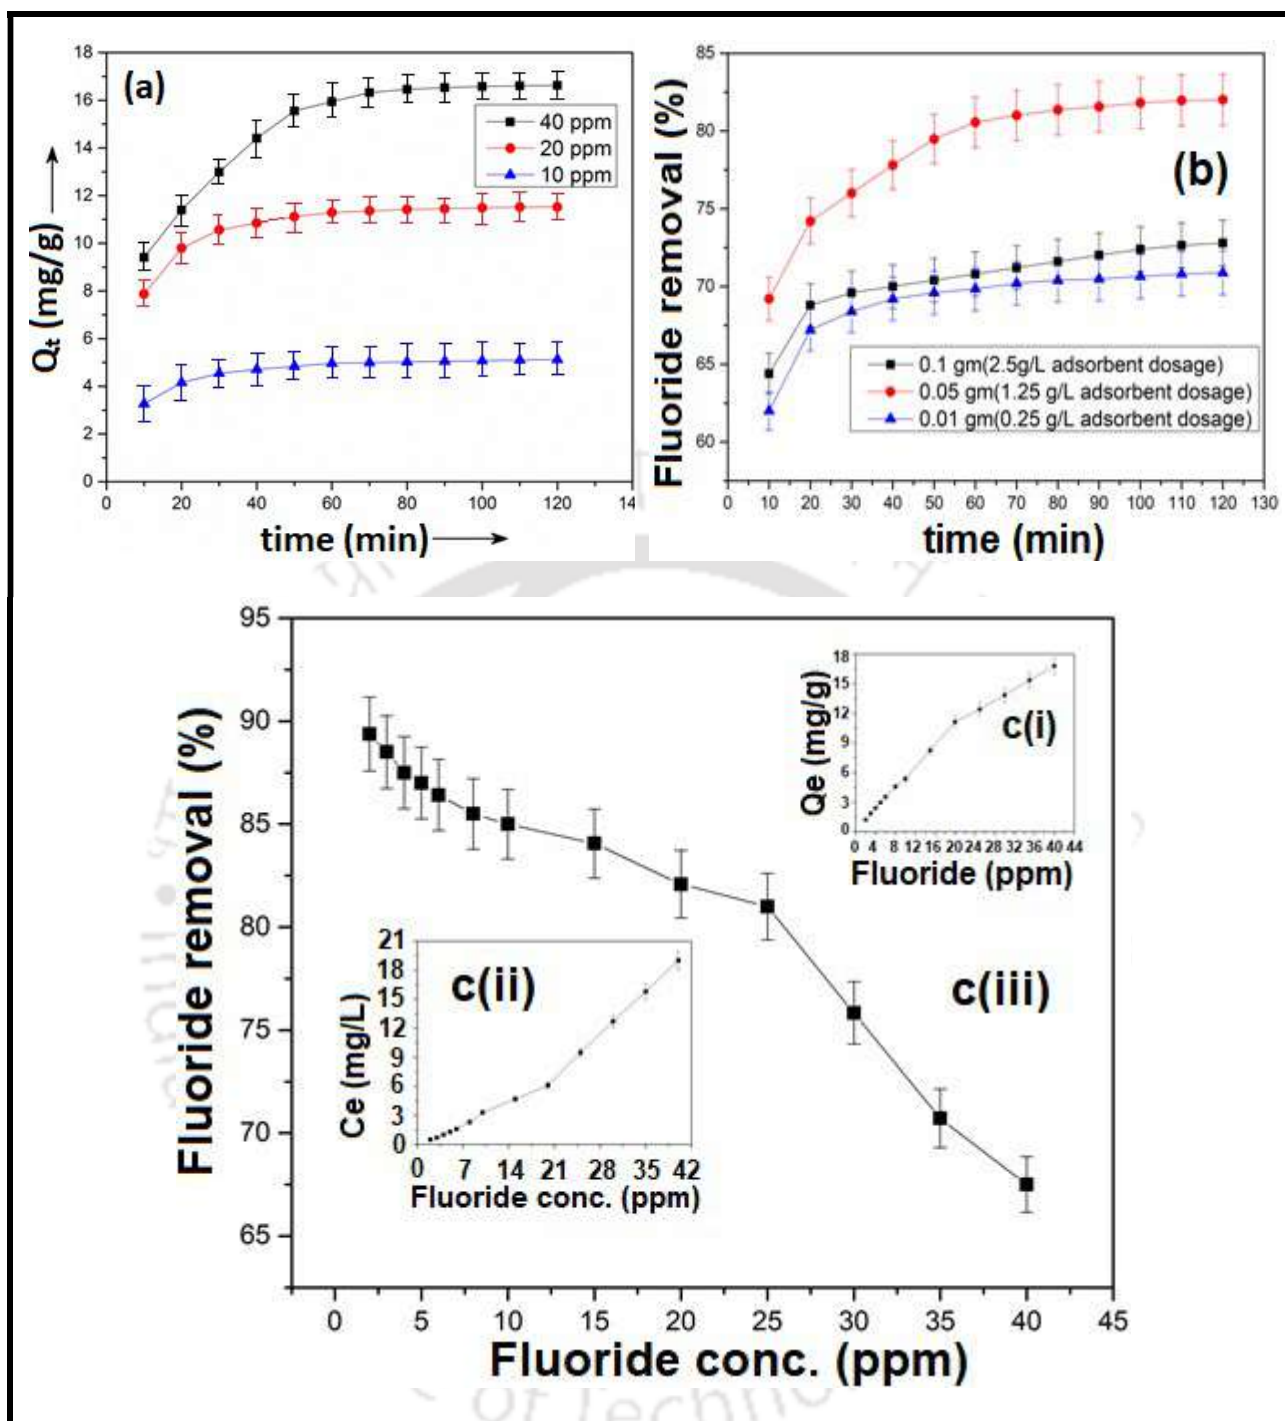 (a)
18
16
14
12
10
8
6
4
2
0
Qt (mg/g)
40 ppm
20 ppm
10 ppm
0 20 40 60 80 100 120 14
time (min)
(b)
85
80
75
70
65
60
Fluoride removal (%)
0.1 gm(2.5g/L adsorbent dosage)
0.05 gm(1.25 g/L adsorbent dosage)
0.01 gm(0.25 g/L adsorbent dosage)
0 10 20 30 40 50 60 70 80 90 100 110 120 130
time (min)
95
90
85
80
75
70
65
Fluoride removal (%)
18
15
12
9
6
3
0
Qe (mg/g)
c(i)
0 4 8 12 16 20 24 28 32 36 40 44
Fluoride (ppm)
21
18
15
12
9
6
3
0
Ce (mg/L)
c(ii)
0 7 14 21 28 35 42
Fluoride conc. (ppm)
c(iii)
0 5 10 15 20 25 30 35 40 45
Fluoride conc. (ppm)
of Techno